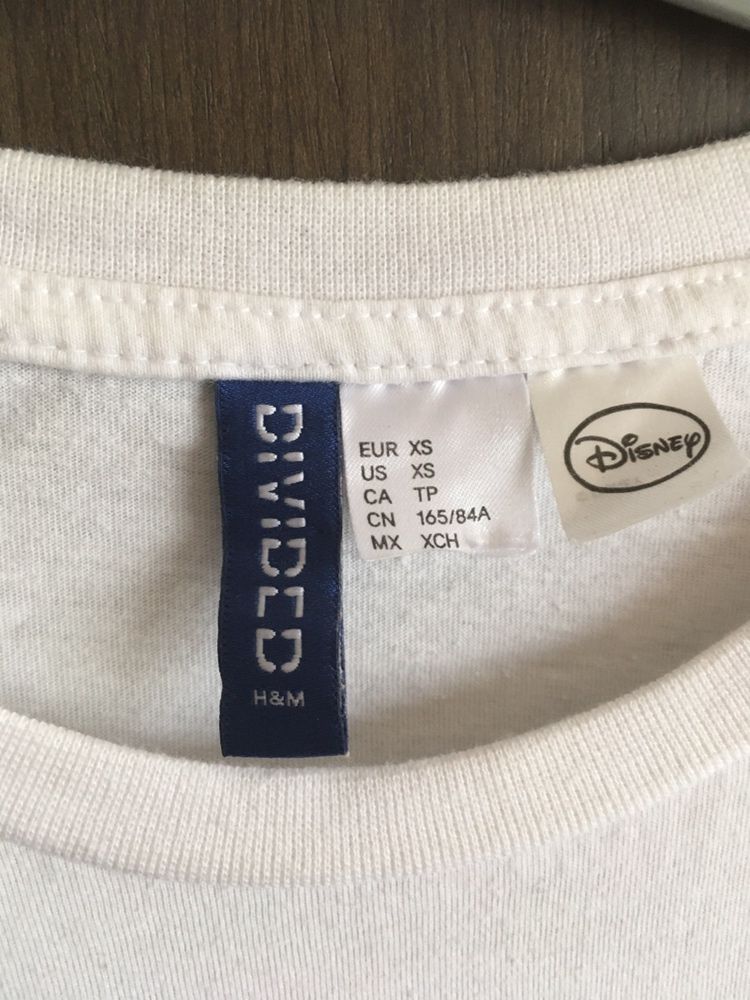 DIVIDED
H&M
EUR XS
US XS
CA TP
CN 165/84A
MX XCH
Disney